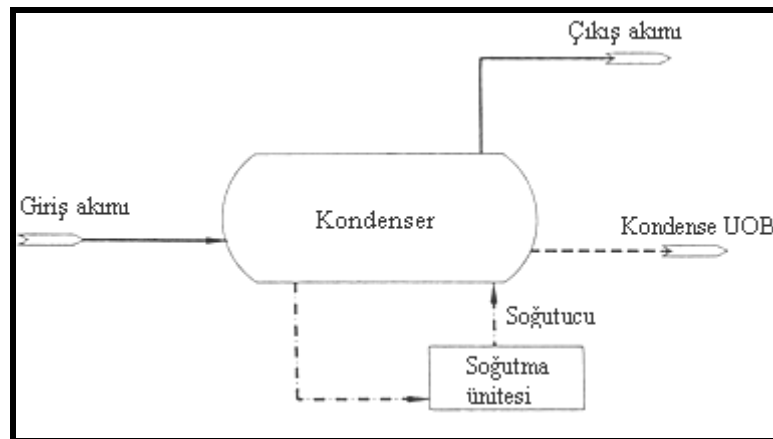 Çıkış akımı
Giriş akımı
Kondenser
Kondense UOB
Soğutucu
Soğutma
ünitesi